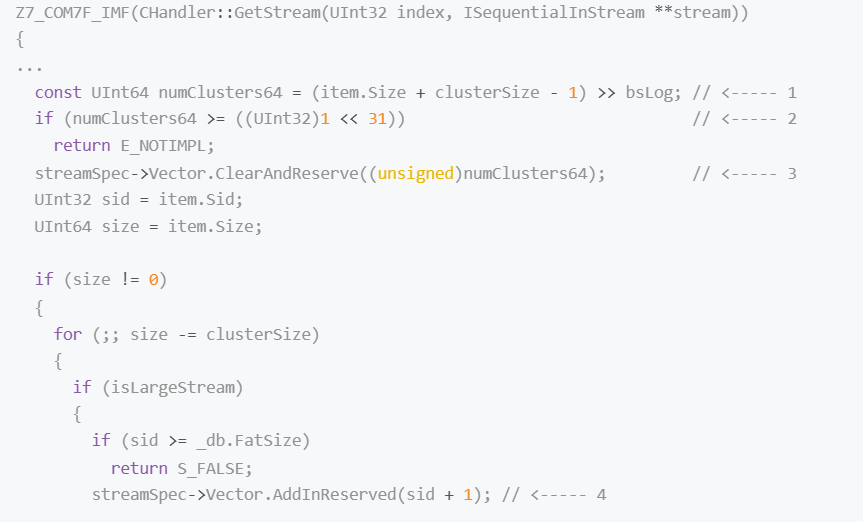 Z7_COM7F_IMF(CHandler::GetStream(UInt32 index, ISequentialInStream **stream))
{
...
  const UInt64 numClusters64 = (item.Size + clusterSize - 1) >> bsLog; // <----- 1
  if (numClusters64 >= ((UInt32)1 << 31))                              // <----- 2
    return E_NOTIMPL;
  streamSpec->Vector.ClearAndReserve((unsigned)numClusters64);         // <----- 3
  UInt32 sid = item.Sid;
  UInt64 size = item.Size;

  if (size != 0)
  {
    for (;; size -= clusterSize)
    {
      if (isLargeStream)
      {
        if (sid >= _db.FatSize)
          return S_FALSE;
        streamSpec->Vector.AddInReserved(sid + 1); // <----- 4